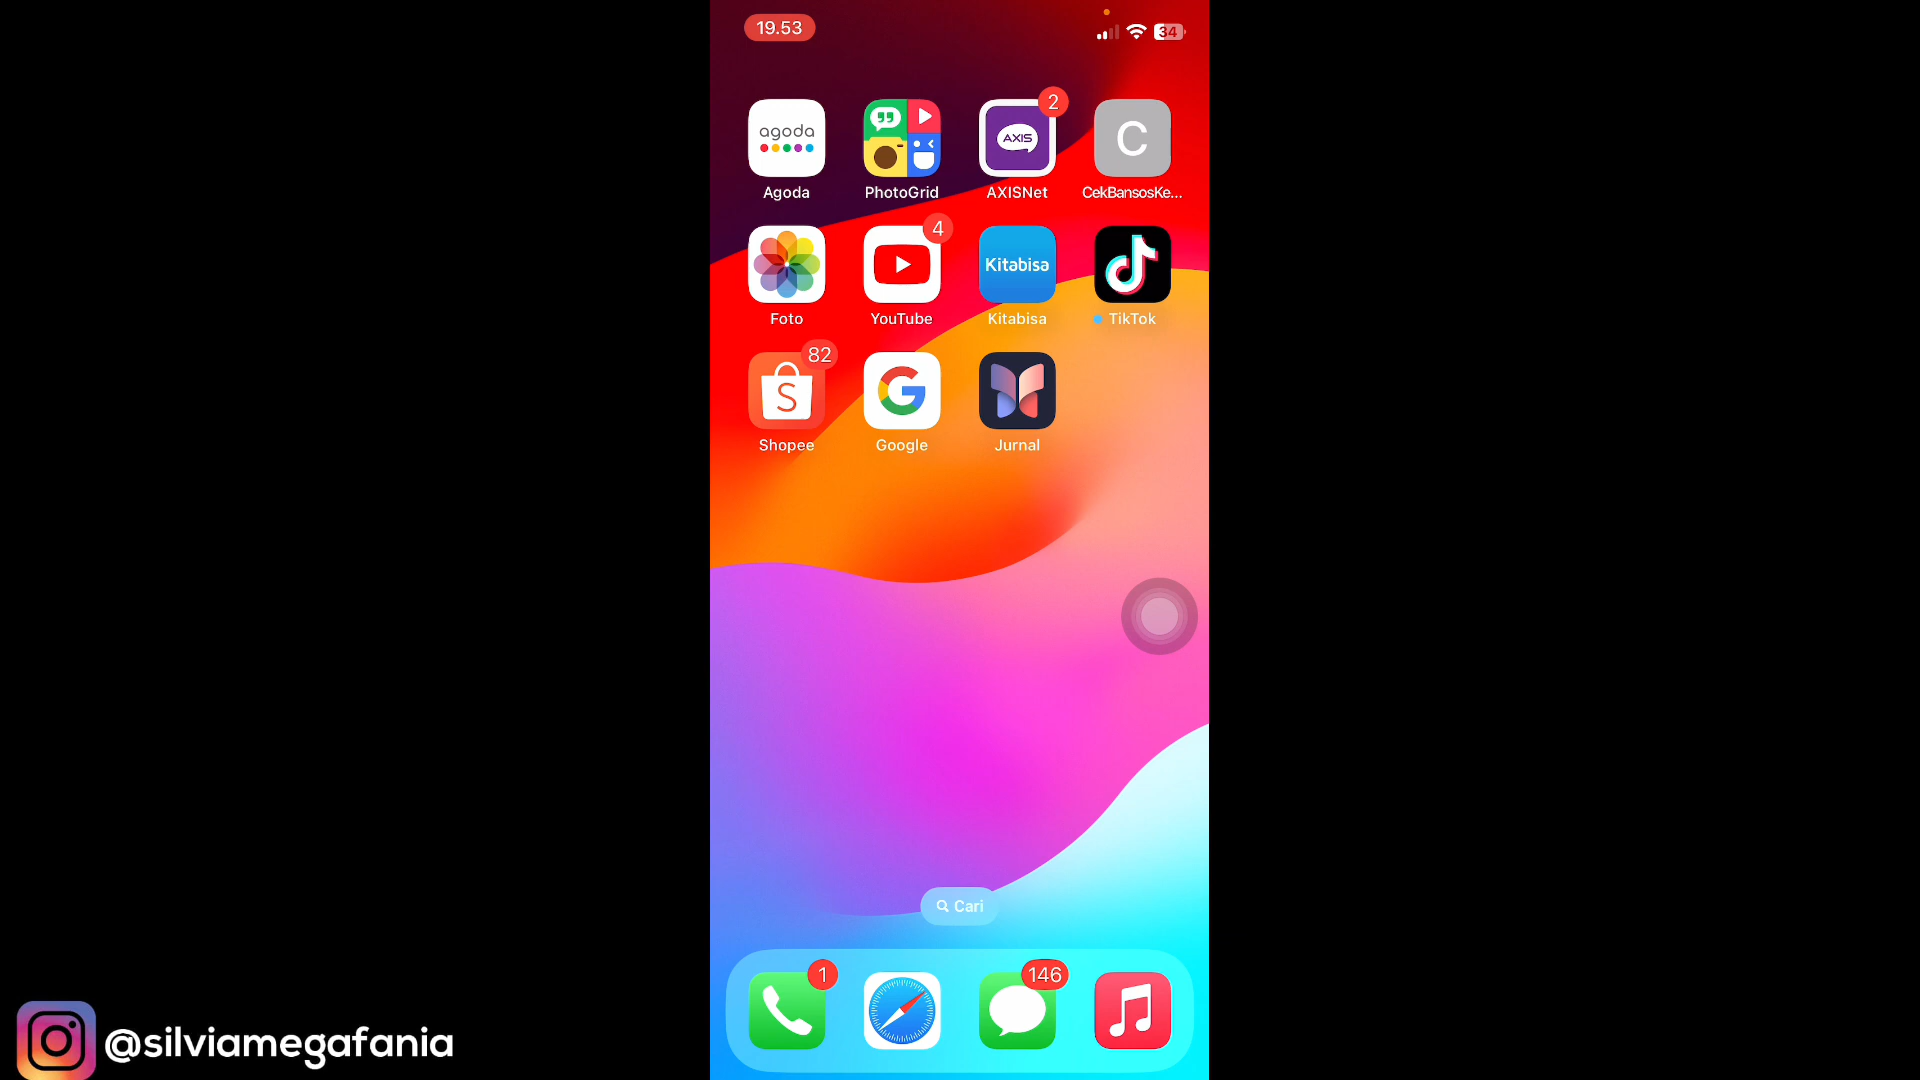 19.53
34
agoda
AXIS
2
C
Agoda
PhotoGrid
AXISNet
CekBansosKe...
4
Kitabisa
Foto
YouTube
Kitabisa
TikTok
82
S
G
Shopee
Google
Jurnal
Cari
1
146
@silviamegafania